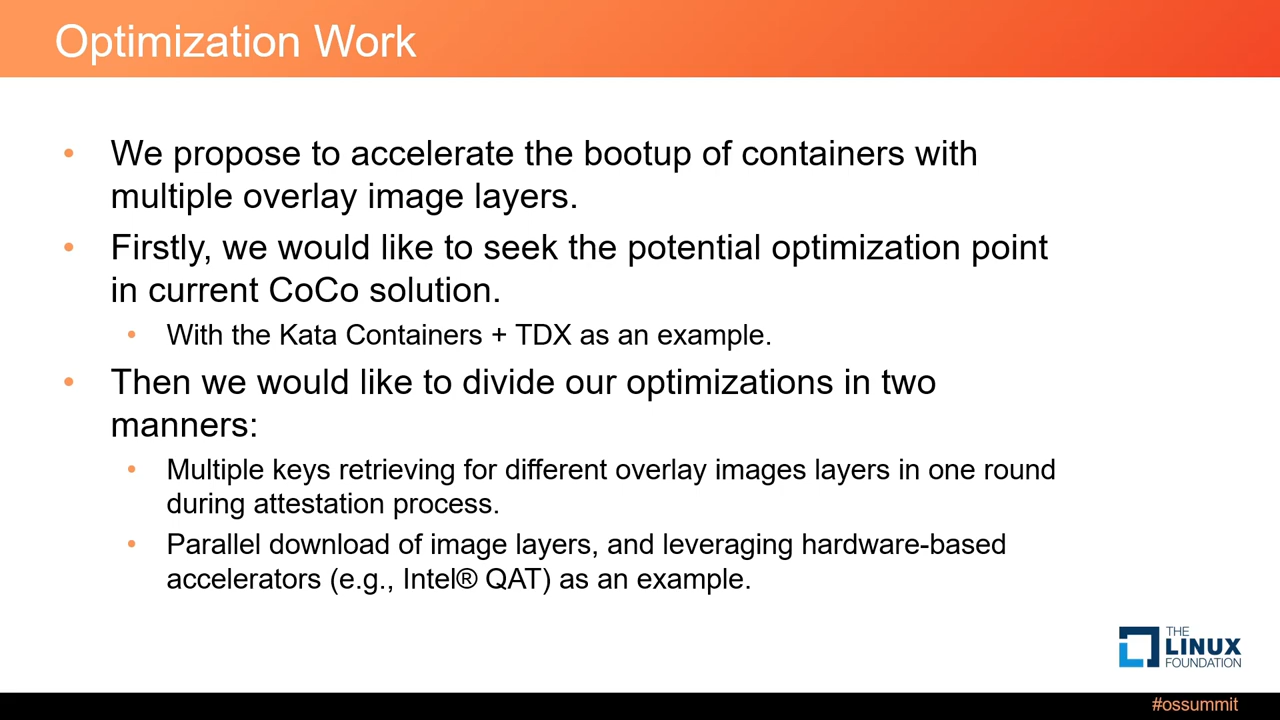 Optimization Work
• We propose to accelerate the bootup of containers with
multiple overlay image layers.
• Firstly, we would like to seek the potential optimization point
in current CoCo solution.
• With the Kata Containers + TDX as an example.
• Then we would like to divide our optimizations in two
manners:
• Multiple keys retrieving for different overlay images layers in one round
during attestation process.
• Parallel download of image layers, and leveraging hardware-based
accelerators (e.g., Intel® QAT) as an example.
THE
LINUX
FOUNDATION
#ossummit